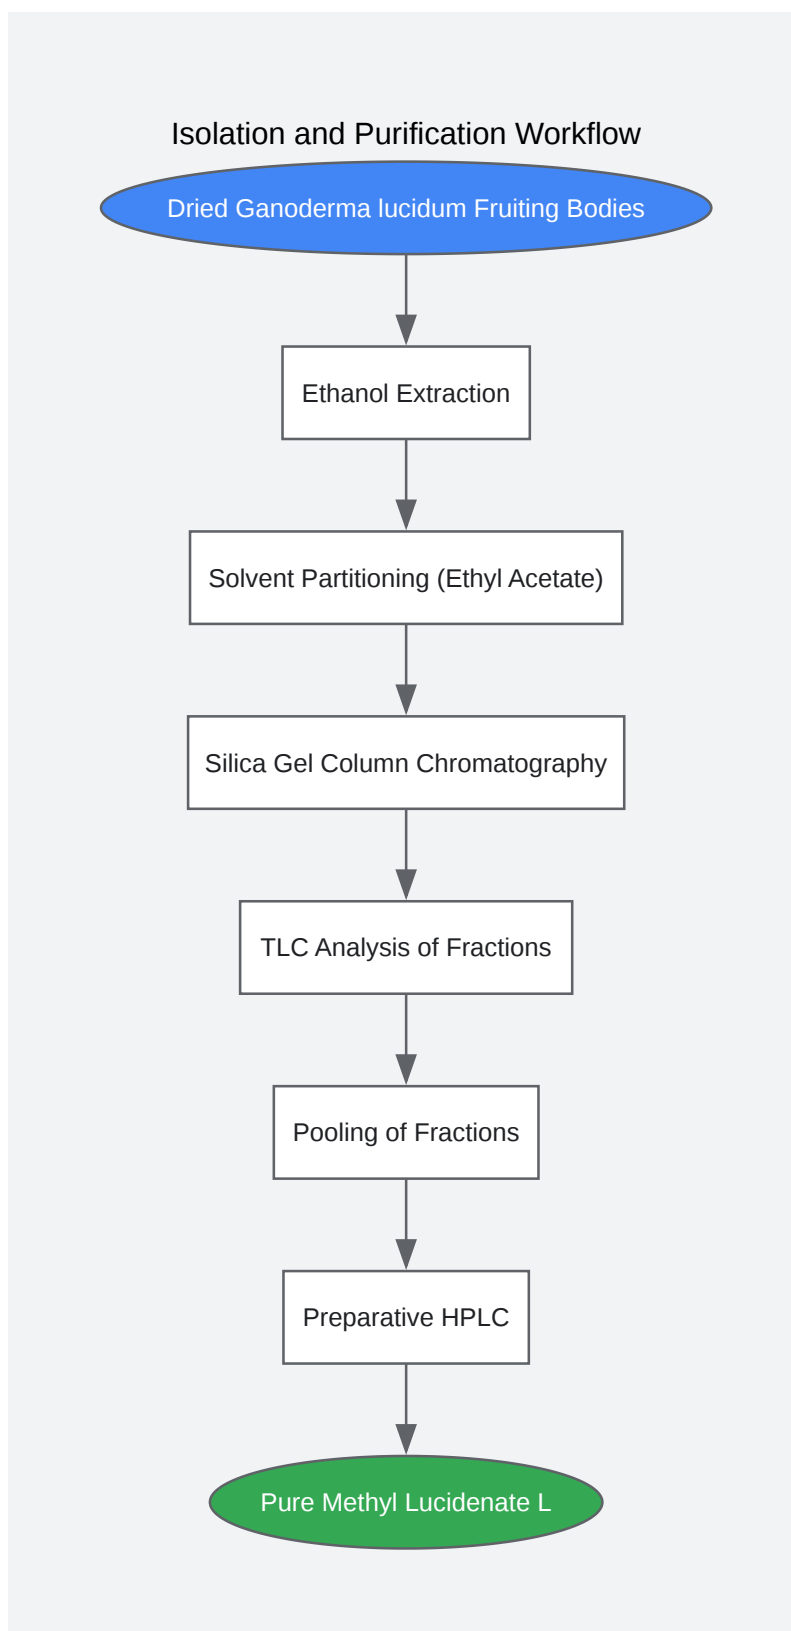 Isolation and Purification Workflow
Dried Ganoderma lucidum Fruiting Bodies
Ethanol Extraction
Solvent Partitioning (Ethyl Acetate)
Silica Gel Column Chromatography
TLC Analysis of Fractions
Pooling of Fractions
Preparative HPLC
Pure Methyl Lucidenate L